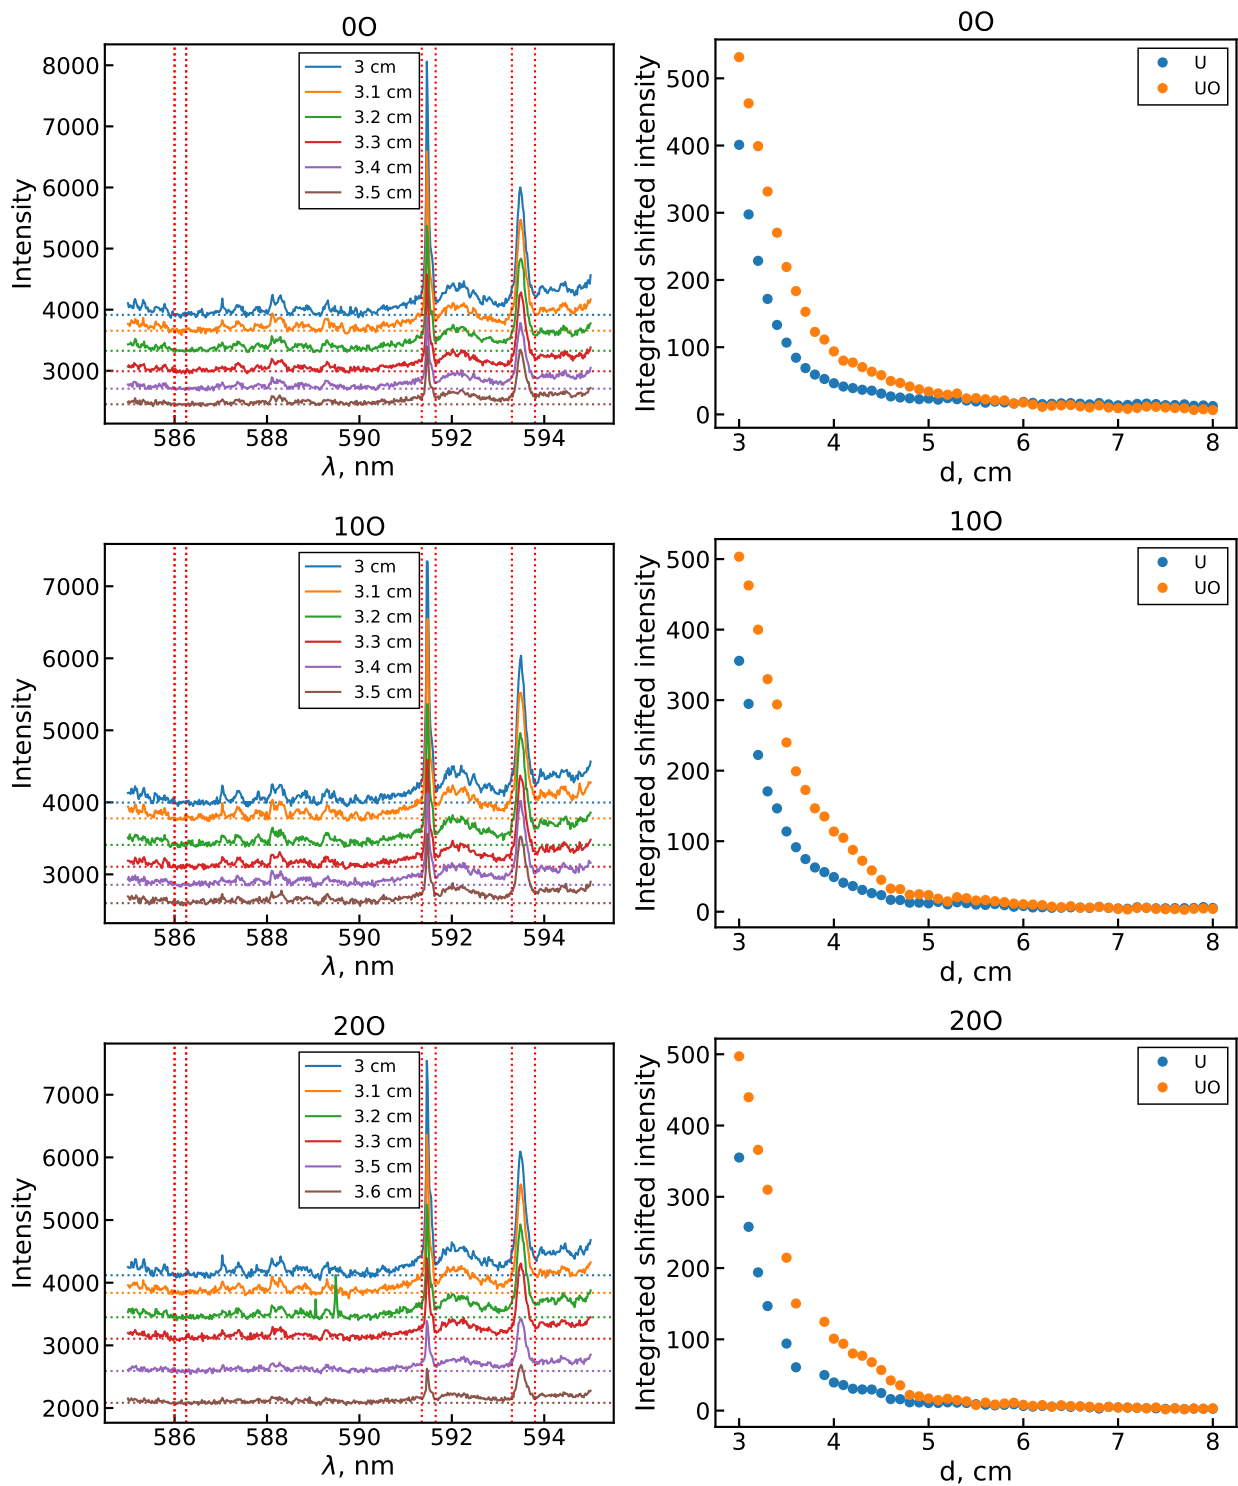 0O
Intensity
8000
7000
6000
5000
4000
3000
3 cm
3.1 cm
3.2 cm
3.3 cm
3.4 cm
3.5 cm
586 588 590 592 594
λ, nm
0O
Integrated shifted intensity
500
400
300
200
100
0
U
UO
3 4 5 6 7 8
d, cm
10O
Intensity
7000
6000
5000
4000
3000
3 cm
3.1 cm
3.2 cm
3.3 cm
3.4 cm
3.5 cm
586 588 590 592 594
λ, nm
10O
Integrated shifted intensity
500
400
300
200
100
0
U
UO
3 4 5 6 7 8
d, cm
20O
Intensity
7000
6000
5000
4000
3000
2000
3 cm
3.1 cm
3.2 cm
3.3 cm
3.5 cm
3.6 cm
586 588 590 592 594
λ, nm
20O
Integrated shifted intensity
500
400
300
200
100
0
U
UO
3 4 5 6 7 8
d, cm